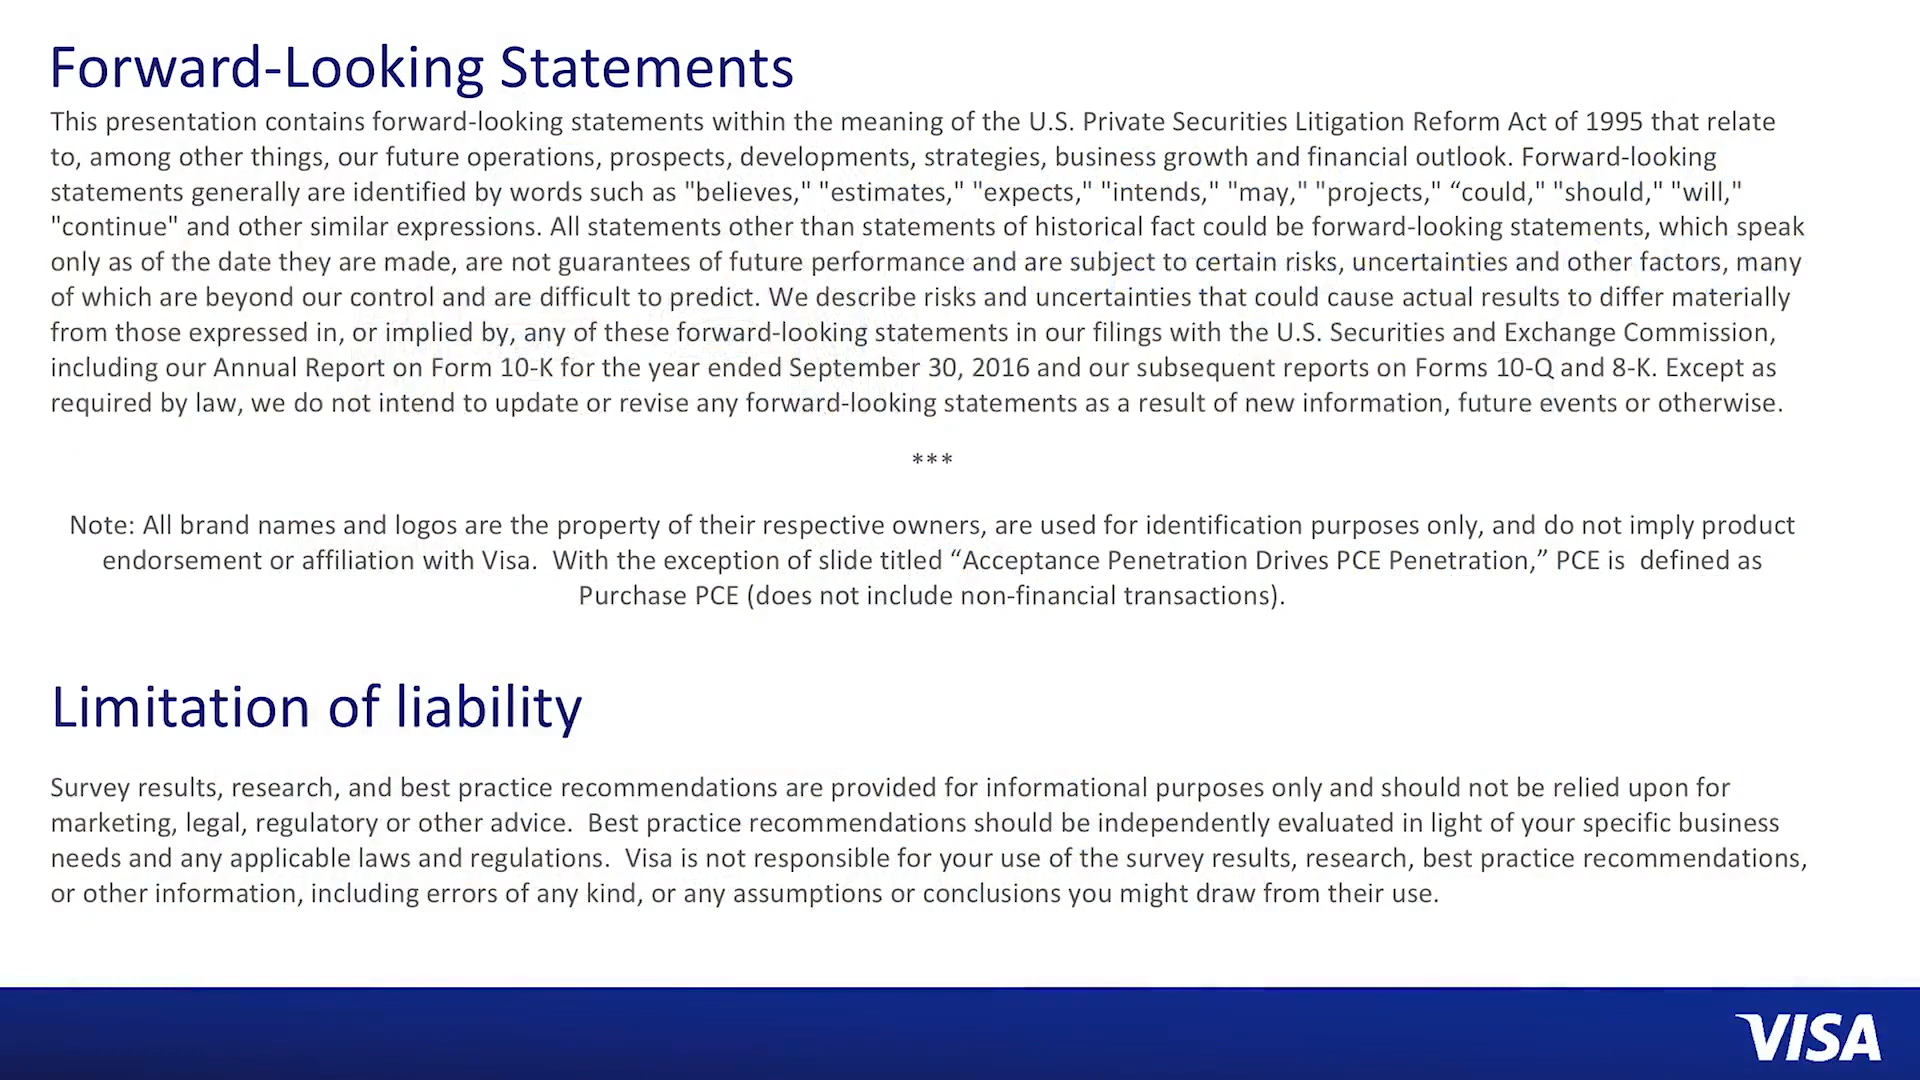 Forward-Looking Statements
This presentation contains forward-looking statements within the meaning of the U.S. Private Securities Litigation Reform Act of 1995 that relate
to, among other things, our future operations, prospects, developments, strategies, business growth and financial outlook. Forward-looking
statements generally are identified by words such as "believes," "estimates," "expects," "intends," "may," "projects," “could," "should," "will,"
"continue" and other similar expressions. All statements other than statements of historical fact could be forward-looking statements, which speak
only as of the date they are made, are not guarantees of future performance and are subject to certain risks, uncertainties and other factors, many
of which are beyond our control and are difficult to predict. We describe risks and uncertainties that could cause actual results to differ materially
from those expressed in, or implied by, any of these forward-looking statements in our filings with the U.S. Securities and Exchange Commission,
including our Annual Report on Form 10-K for the year ended September 30, 2016 and our subsequent reports on Forms 10-Q and 8-K. Except as
required by law, we do not intend to update or revise any forward-looking statements as a result of new information, future events or otherwise.
***
Note: All brand names and logos are the property of their respective owners, are used for identification purposes only, and do not imply product
endorsement or affiliation with Visa.  With the exception of slide titled “Acceptance Penetration Drives PCE Penetration,” PCE is  defined as
Purchase PCE (does not include non-financial transactions).
Limitation of liability
Survey results, research, and best practice recommendations are provided for informational purposes only and should not be relied upon for
marketing, legal, regulatory or other advice.  Best practice recommendations should be independently evaluated in light of your specific business
needs and any applicable laws and regulations.  Visa is not responsible for your use of the survey results, research, best practice recommendations,
or other information, including errors of any kind, or any assumptions or conclusions you might draw from their use.
VISA